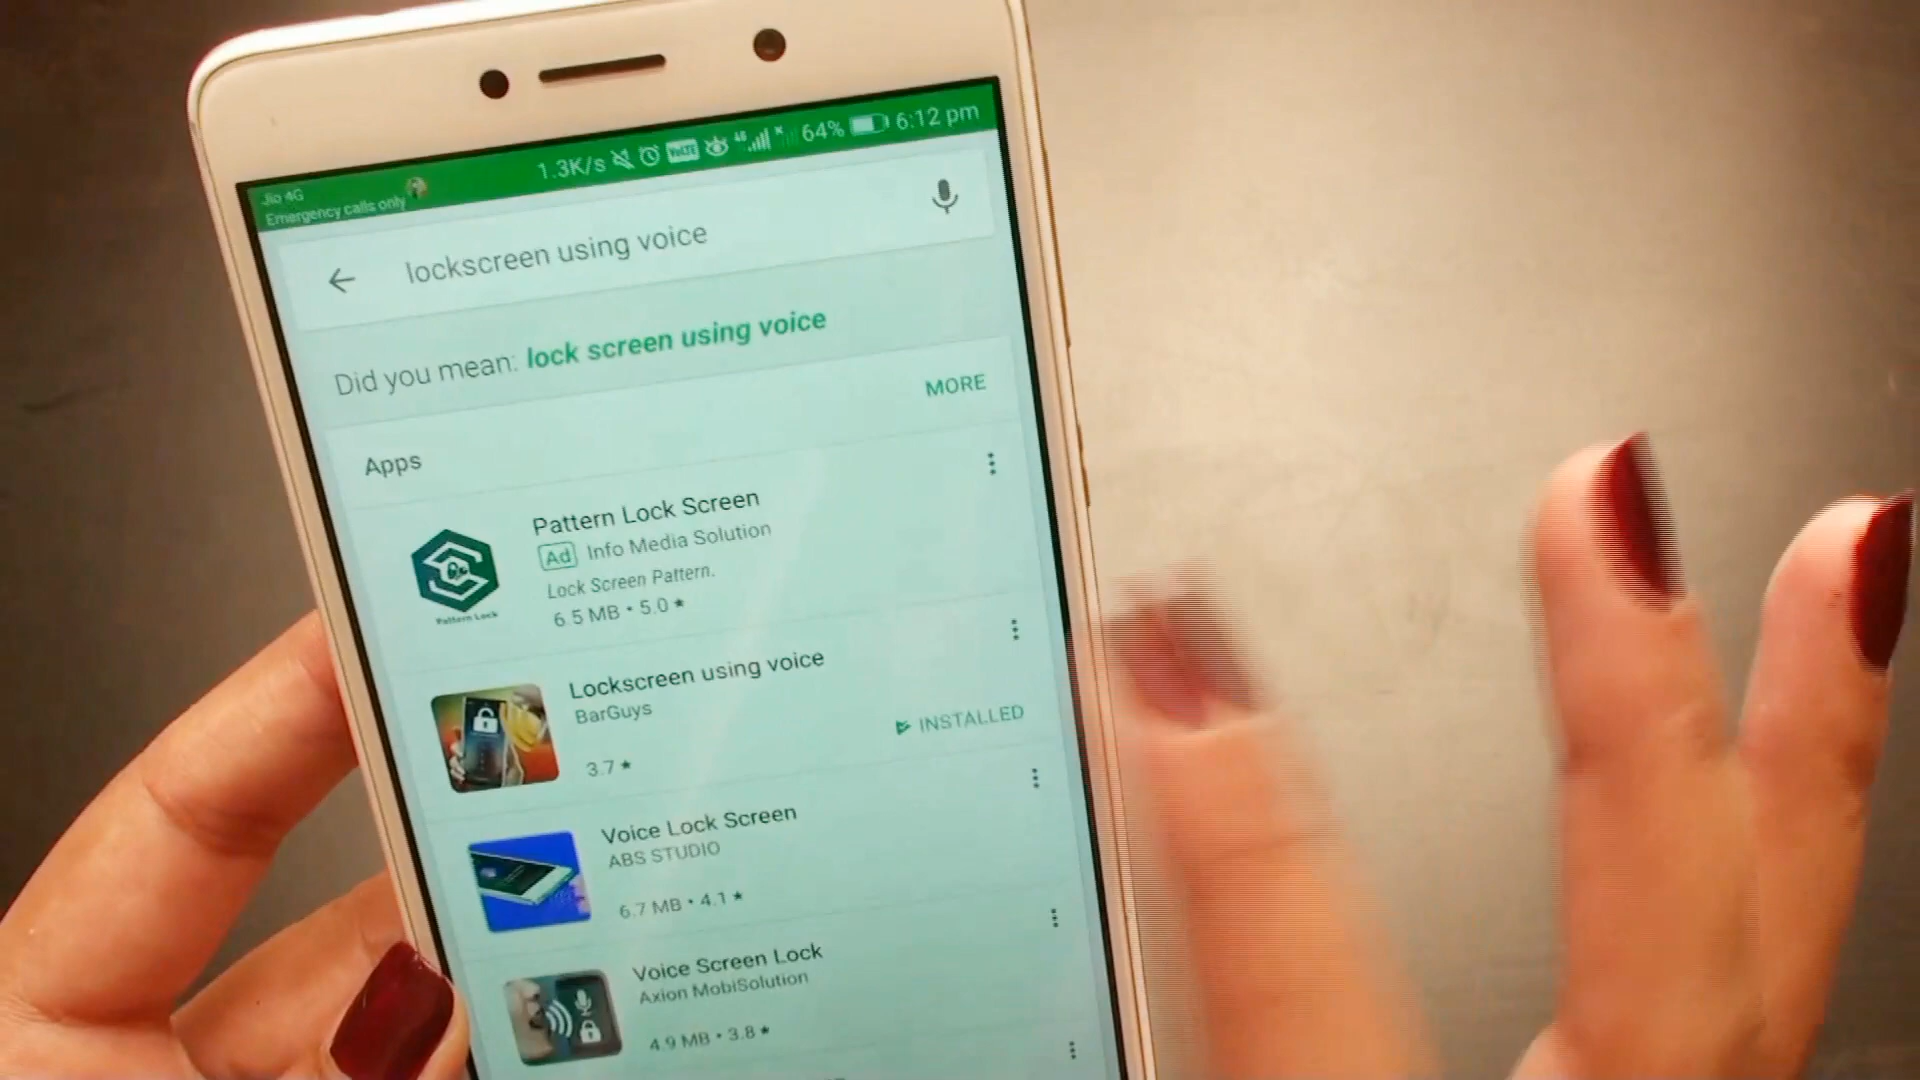 Jio 4G
Emergency calls only
1.3K/s VoLTE 4G 64% 6:12 pm
lockscreen using voice
Did you mean: lock screen using voice
MORE
Apps
Pattern Lock Screen
Ad Info Media Solution
Lock Screen Pattern.
6.5 MB • 5.0 ★
Pattern Lock
Lockscreen using voice
BarGuys
INSTALLED
3.7 ★
Voice Lock Screen
ABS STUDIO
6.7 MB • 4.1 ★
Voice Screen Lock
Axion MobiSolution
4.9 MB • 3.8 ★